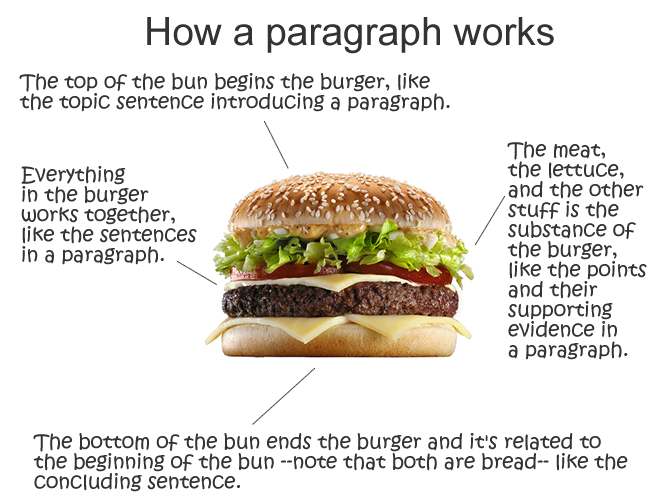 How a paragraph works
The top of the bun begins the burger, like
the topic sentence introducing a paragraph.
Everything
in the burger
works together,
like the sentences
in a paragraph.
The meat,
the lettuce,
and the other
stuff is the
substance of
the burger,
like the points
and their
supporting
evidence in
a paragraph.
The bottom of the bun ends the burger and it's related to
the beginning of the bun --note that both are bread-- like the
concluding sentence.